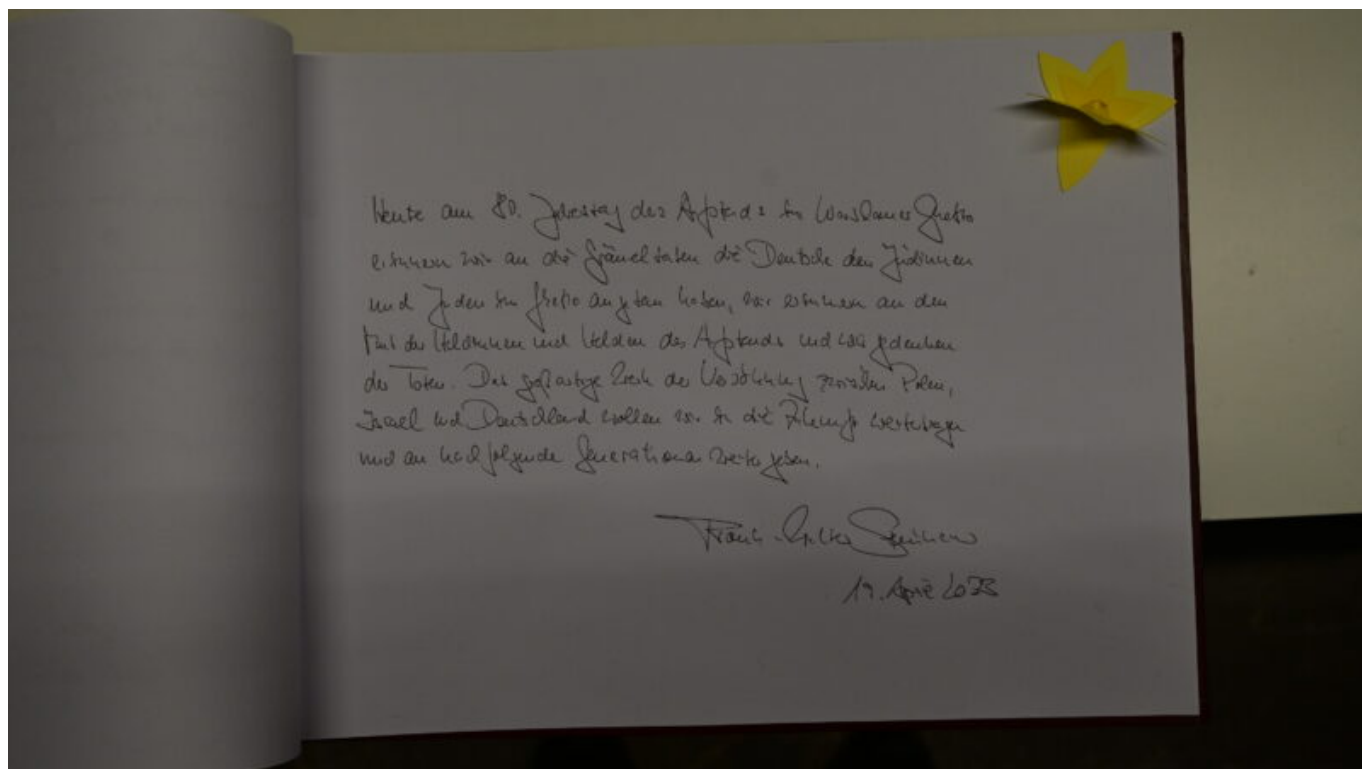 Heute am 80. Jahrestag des Aufstands im Warschauer Ghetto
erinnern wir an die Gräueltaten die Deutsche den Jüdinnen
und Juden im Ghetto angetan haben, wir erinnern an den
Mut der Heldinnen und Helden des Aufstands und wir gedenken
der Toten. Das großartige Werk der Versöhnung zwischen Polen,
Israel und Deutschland wollen wir in die Zukunft weitertragen
und an nachfolgende Generationen weitergeben.
Frank-Walter Steinmeier
19. April 2023